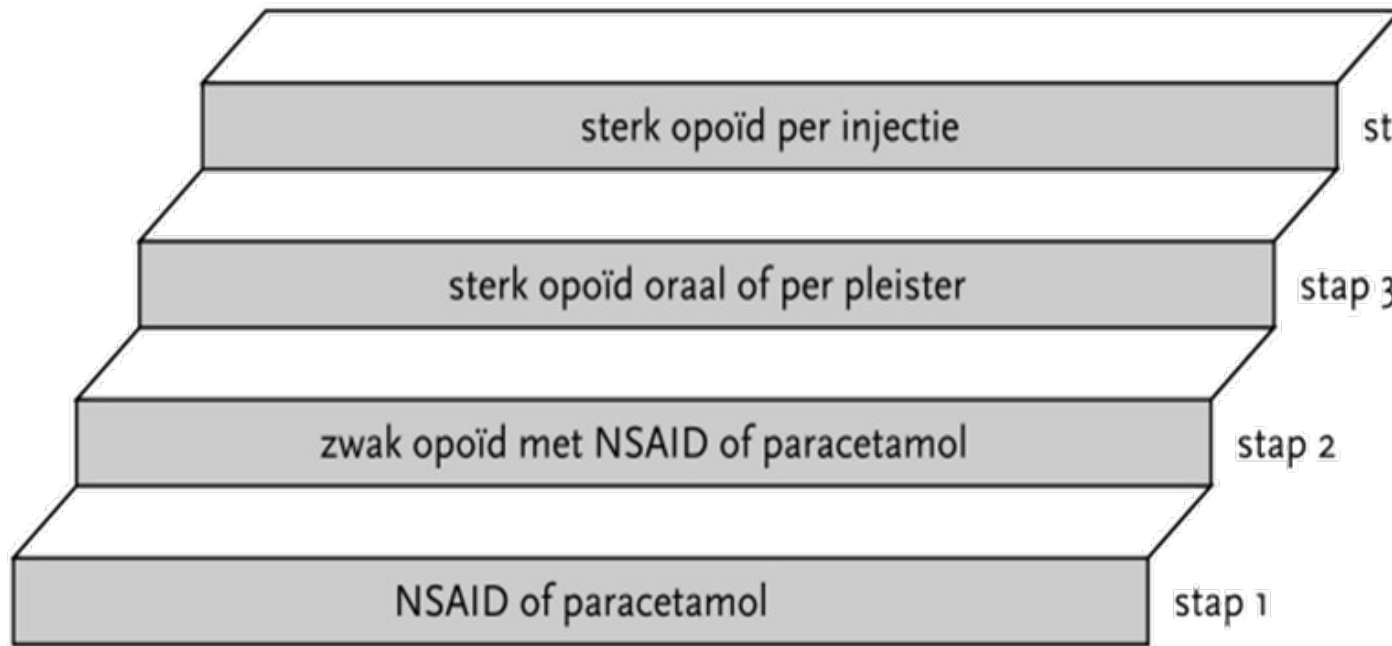 sterk opoïd per injectie st
sterk opoïd oraal of per pleister stap 3
zwak opoïd met NSAID of paracetamol stap 2
NSAID of paracetamol stap 1